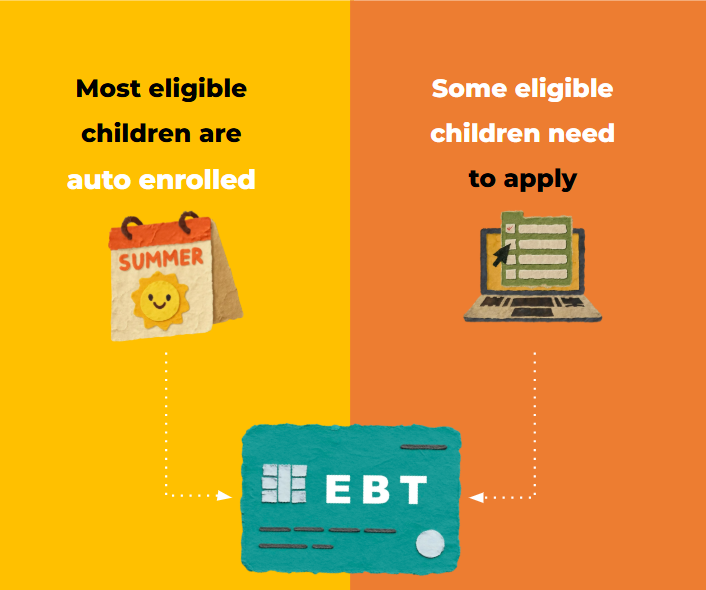 Most eligible
children are
auto enrolled
SUMMER
Some eligible
children need
to apply
EBT